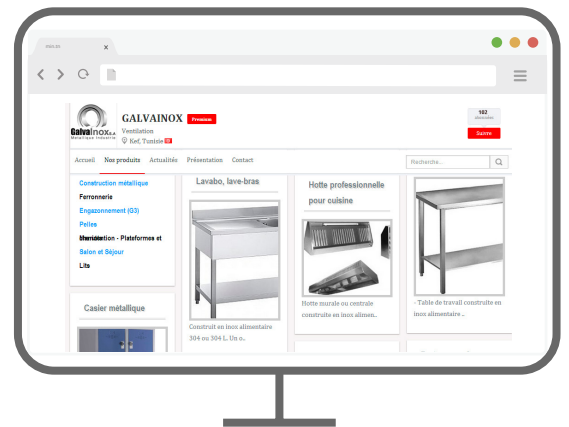 x
GALVAINOX Premium
Ventilation
Kef, Tunisie
GalvaInox S.A
Métallique Industrie
102
Suivre
Accueil Nos produits Actualités Présentation Contact
Recherche...
Construction métallique
Ferronnerie
Engazonnement (G3)
Pelles
- Plateformes et
Salon et Séjour
Lits
Casier métallique
Lavabo, lave-bras
Construit en inox alimentaire
304 ou 304 L. Un o..
Hotte professionnelle
pour cuisine
Hotte murale ou centrale
construite en inox alimen..
- Table de travail construite en
inox alimentaire ..